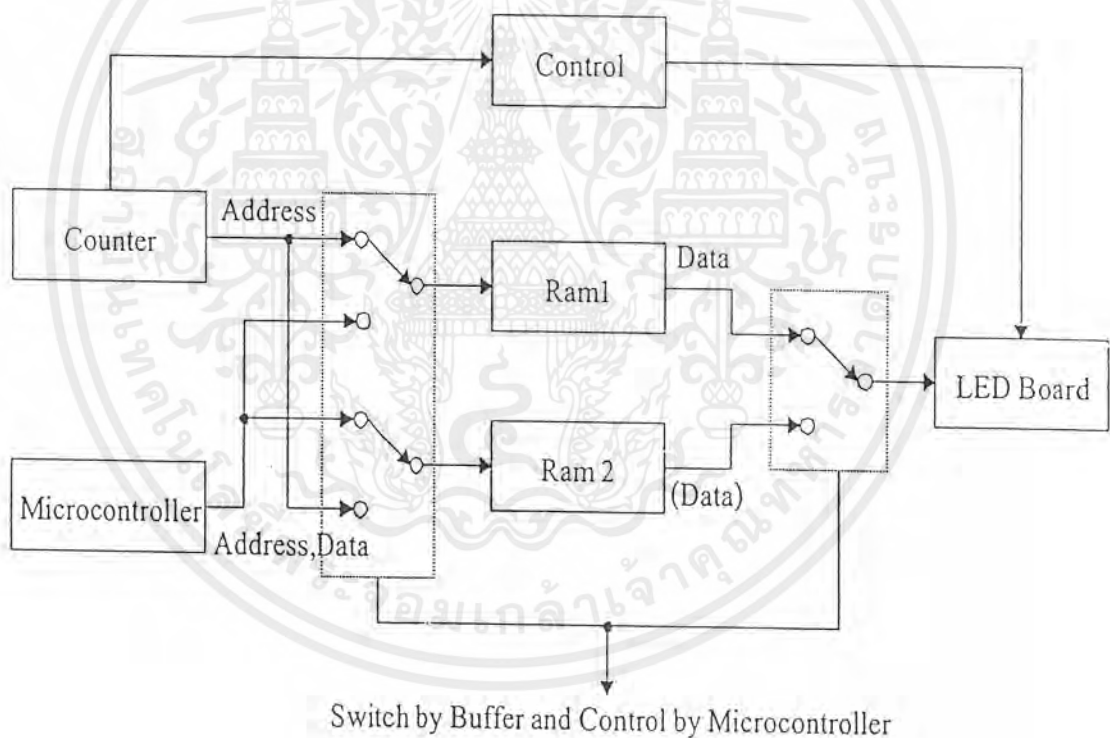 Control
Counter
Address
Ram1
Data
LED Board
Microcontroller
Address,Data
Ram 2
(Data)
Switch by Buffer and Control by Microcontroller